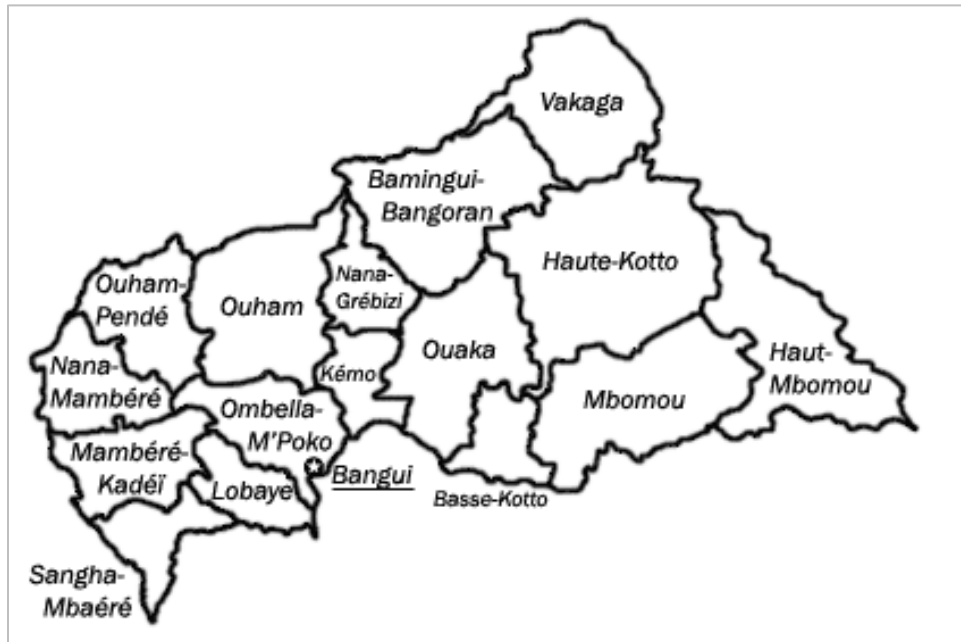 Vakaga
Bamingui-
Bangoran
Haute-Kotto
Nana-
Grébizi
Ouham-
Pendé
Ouham
Ouaka
Haut-
Mbomou
Nana-
Mambéré
Kémo
Mbomou
Ombella-
M'Poko
Mambéré-
Kadéï
Bangui
Lobaye
Basse-Kotto
Sangha-
Mbaéré